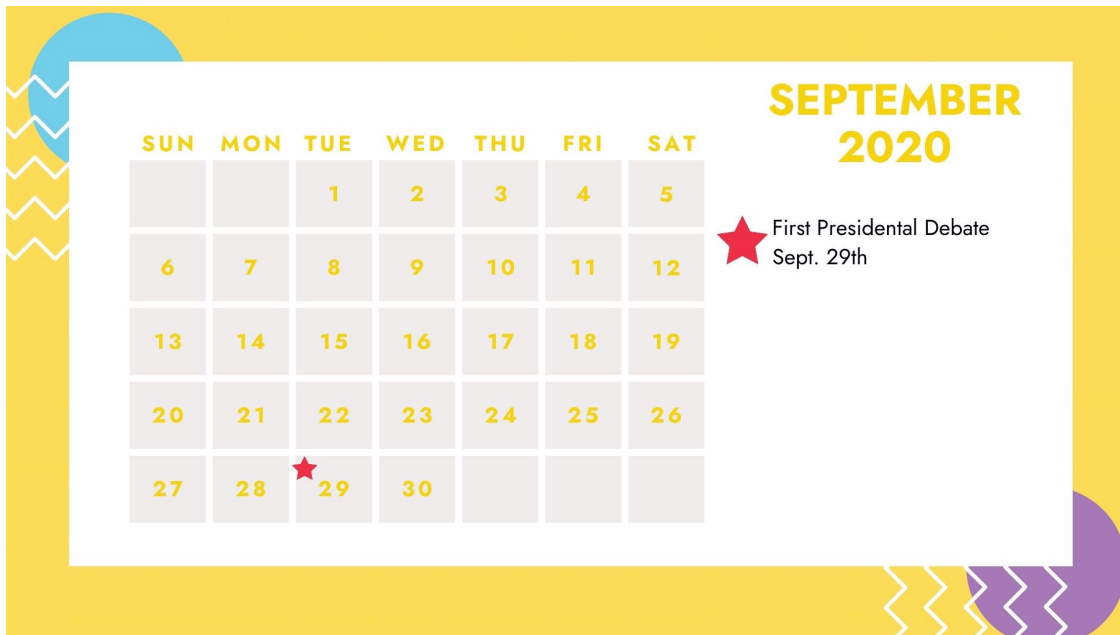 SEPTEMBER
2020
SUN MON TUE WED THU FRI SAT
1 2 3 4 5
6 7 8 9 10 11 12
13 14 15 16 17 18 19
20 21 22 23 24 25 26
27 28 29 30
First Presidental Debate
Sept. 29th